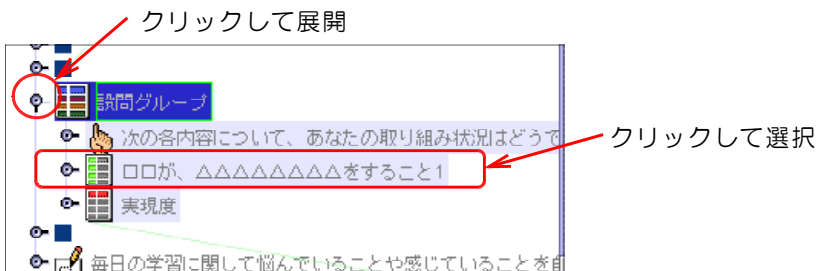 クリックして展開
設問グループ
次の各内容について、あなたの取り組み状況はどうで
クリックして選択
ロロが、△△△△△△△△をすること1
実現度
毎日の学習に関して悩んでいることや感じていることを自